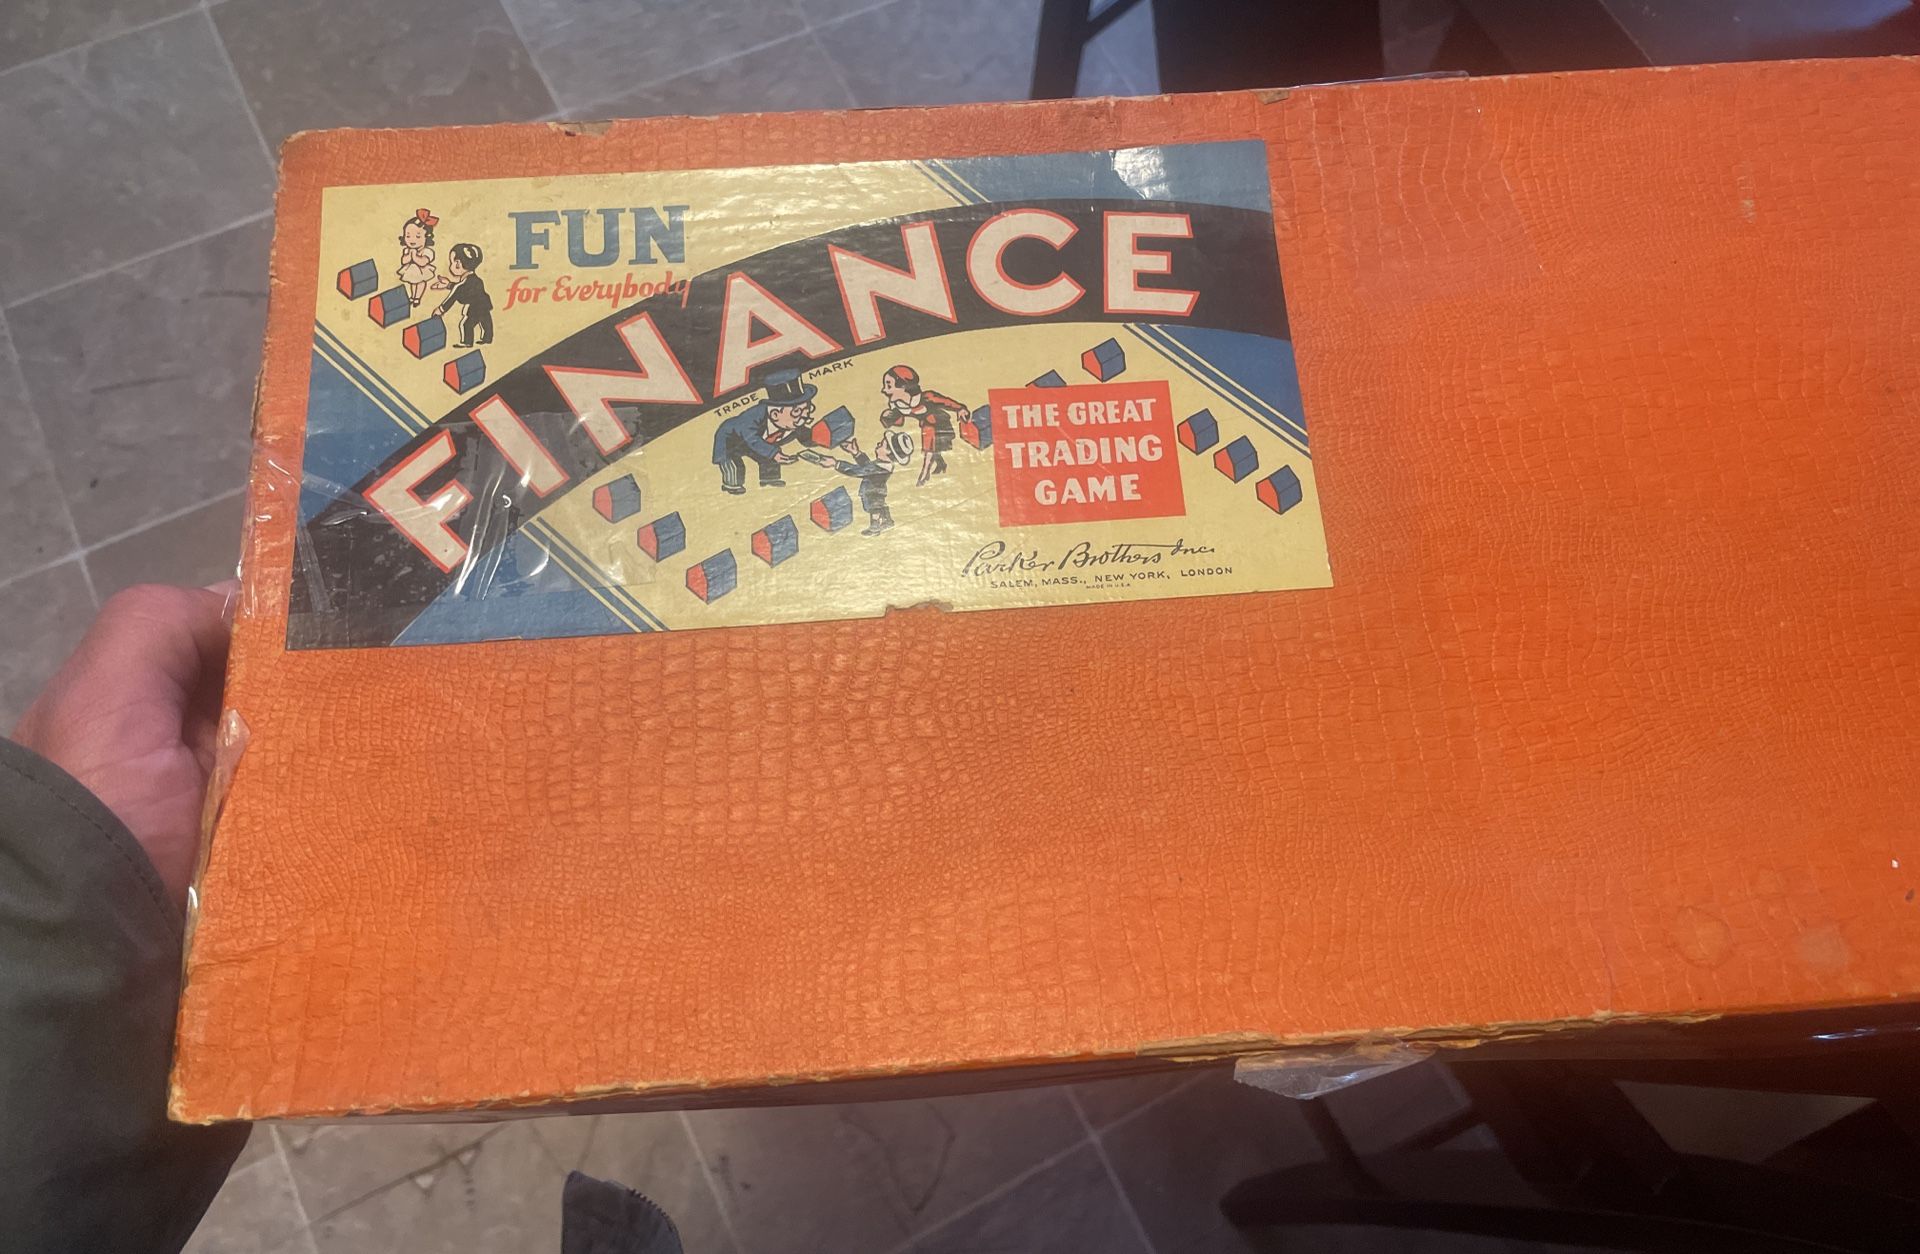 FUN
for Everybody
FINANCE
TRADE MARK
THE GREAT
TRADING
GAME
Parker Brothers Inc.
SALEM, MASS., NEW YORK, LONDON
MADE IN U.S.A.